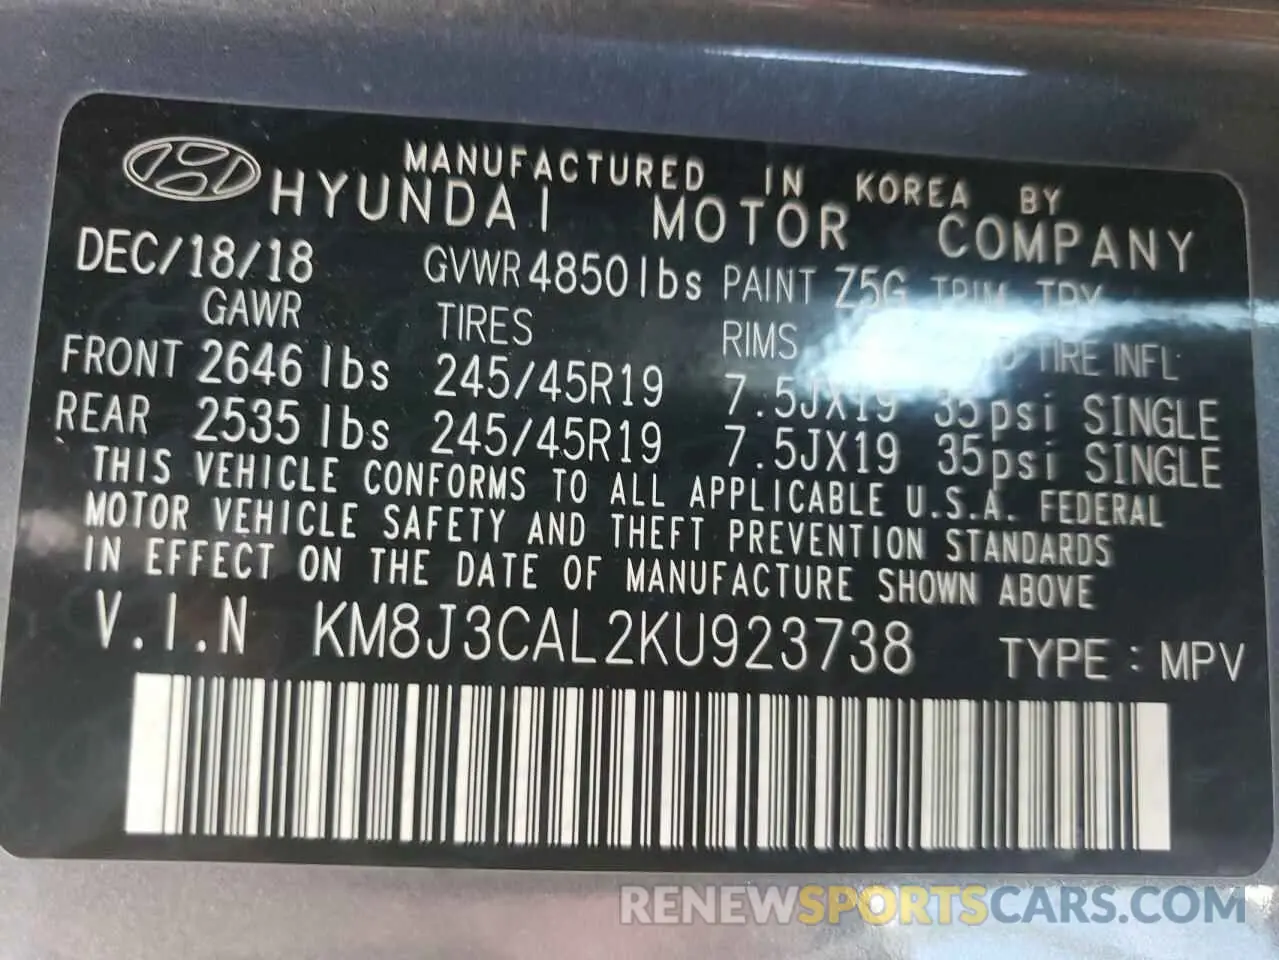 MANUFACTURED IN KOREA BY
HYUNDAI MOTOR COMPANY
DEC/18/18 GVWR 4850lbs PAINT Z5G TRIM TRY
GAWR TIRES RIMS TIRE INFL
FRONT 2646 lbs 245/45R19 7.5JX19 35psi SINGLE
REAR 2535 lbs 245/45R19 7.5JX19 35psi SINGLE
THIS VEHICLE CONFORMS TO ALL APPLICABLE U.S.A. FEDERAL
MOTOR VEHICLE SAFETY AND THEFT PREVENTION STANDARDS
IN EFFECT ON THE DATE OF MANUFACTURE SHOWN ABOVE
V.I.N KM8J3CAL2KU923738 TYPE : MPV
RENEWSPORTSCARS.COM